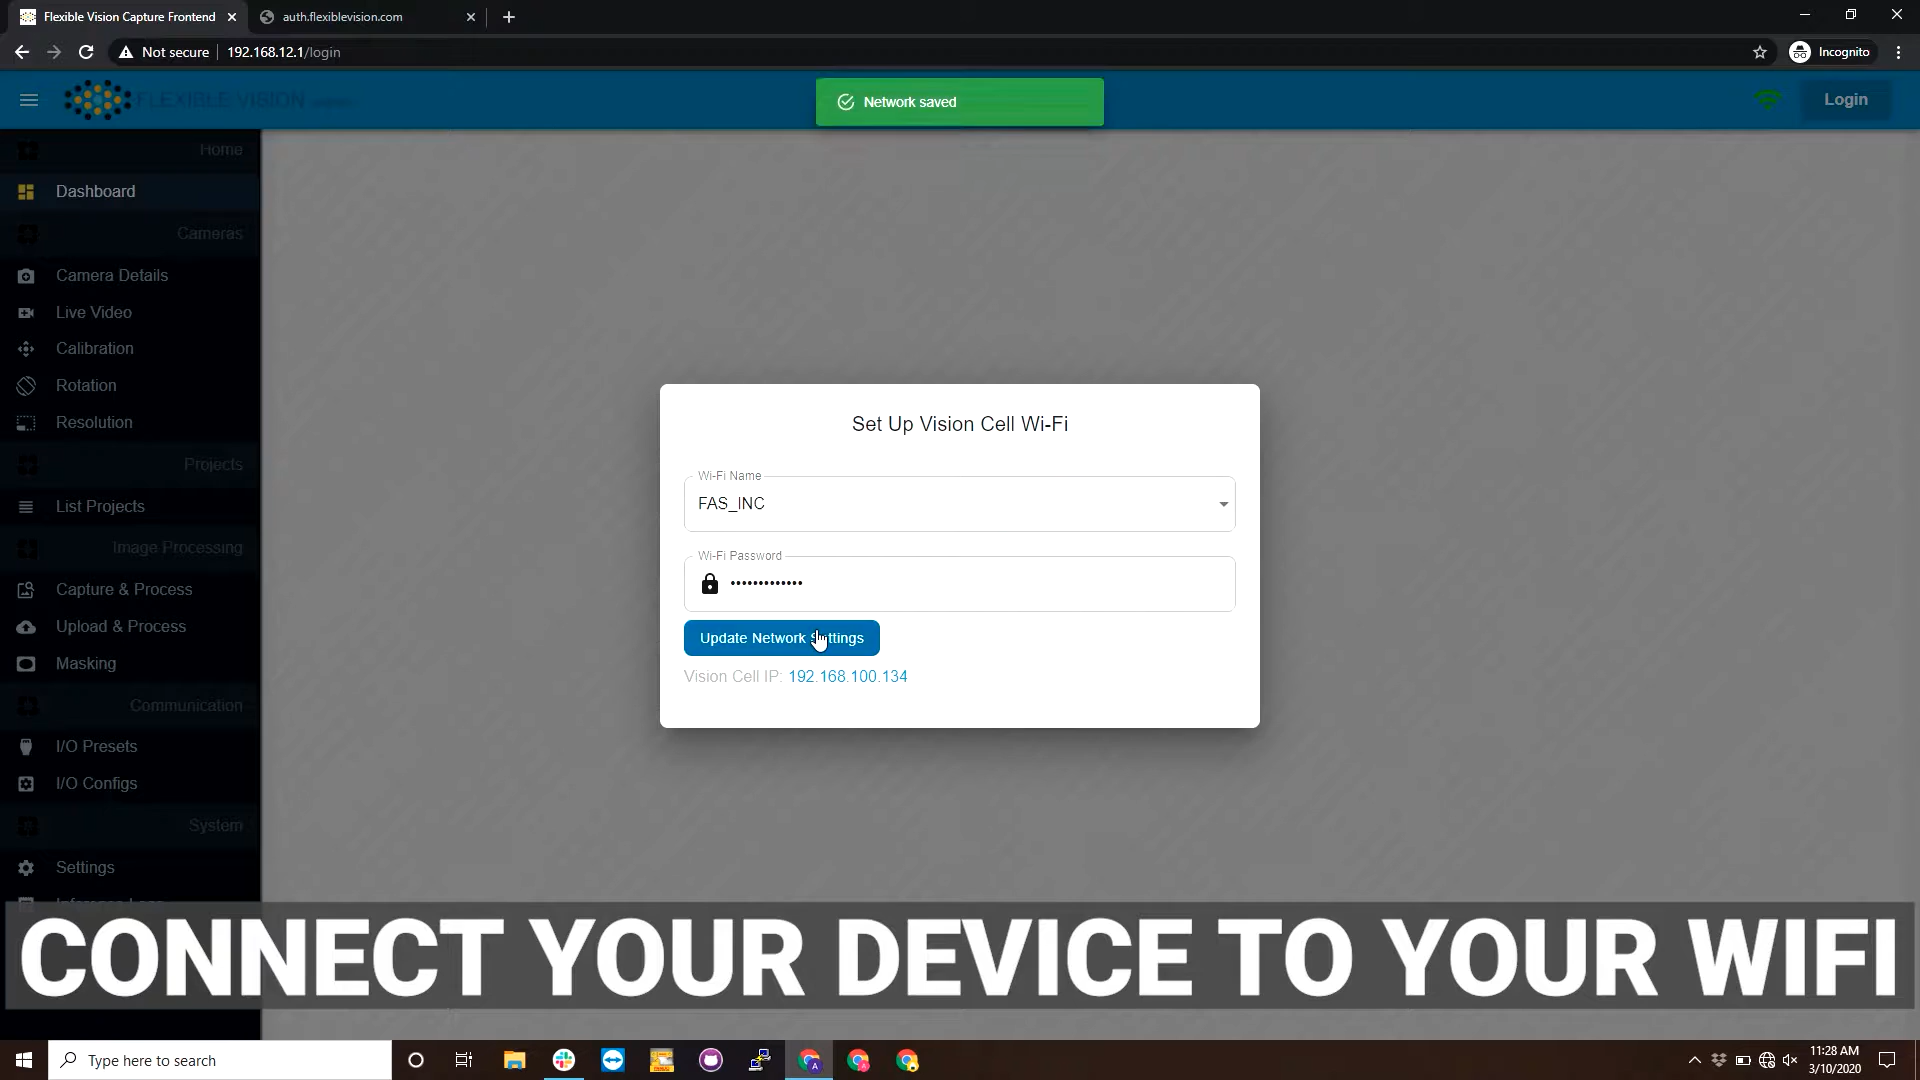 Flexible Vision Capture Frontend
auth.flexiblevision.com
Not secure
192.168.12.1/login
Incognito
FLEXIBLE VISION
Network saved
Login
Home
Dashboard
Cameras
Camera Details
Live Video
Calibration
Rotation
Resolution
Projects
List Projects
Image Processing
Capture & Process
Upload & Process
Masking
Communication
I/O Presets
I/O Configs
System
Settings
Set Up Vision Cell Wi-Fi
Wi-Fi Name
FAS_INC
Wi-Fi Password
•••••••••••••
Update Network Settings
Vision Cell IP: 192.168.100.134
CONNECT YOUR DEVICE TO YOUR WIFI
Type here to search
11:28 AM
3/10/2020